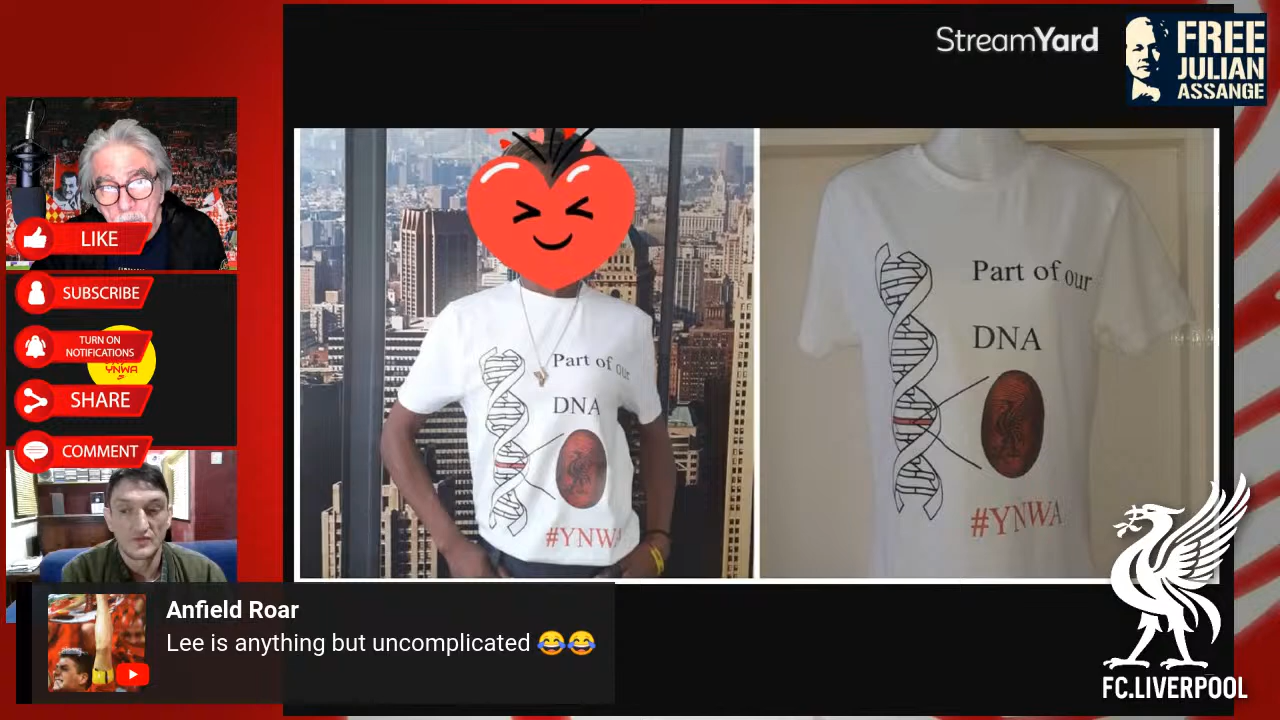 StreamYard
FREE
JULIAN
ASSANGE
LIKE
SUBSCRIBE
TURN ON
NOTIFICATIONS
YNWA
SHARE
COMMENT
Part of our
DNA
#YNWA
Part of our
DNA
#YNWA
Anfield Roar
Lee is anything but uncomplicated 😂😂
FC.LIVERPOOL